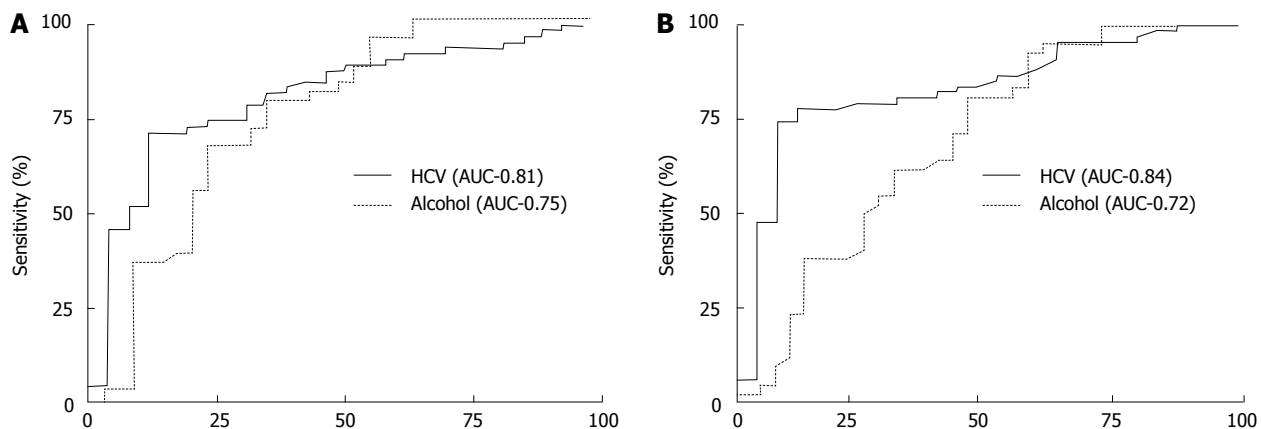 A
100
75
50
25
0
Sensitivity (%)
HCV (AUC-0.81)
Alcohol (AUC-0.75)
0 25 50 75 100
B
100
75
50
25
0
Sensitivity (%)
HCV (AUC-0.84)
Alcohol (AUC-0.72)
0 25 50 75 100